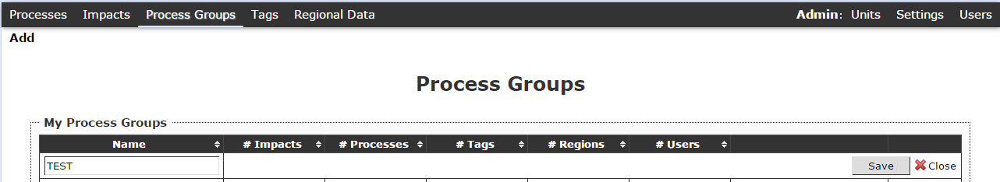 Processes Impacts Process Groups Tags Regional Data Admin: Units Settings Users
Add
Process Groups
My Process Groups
Name # Impacts # Processes # Tags # Regions # Users
TEST Save Close